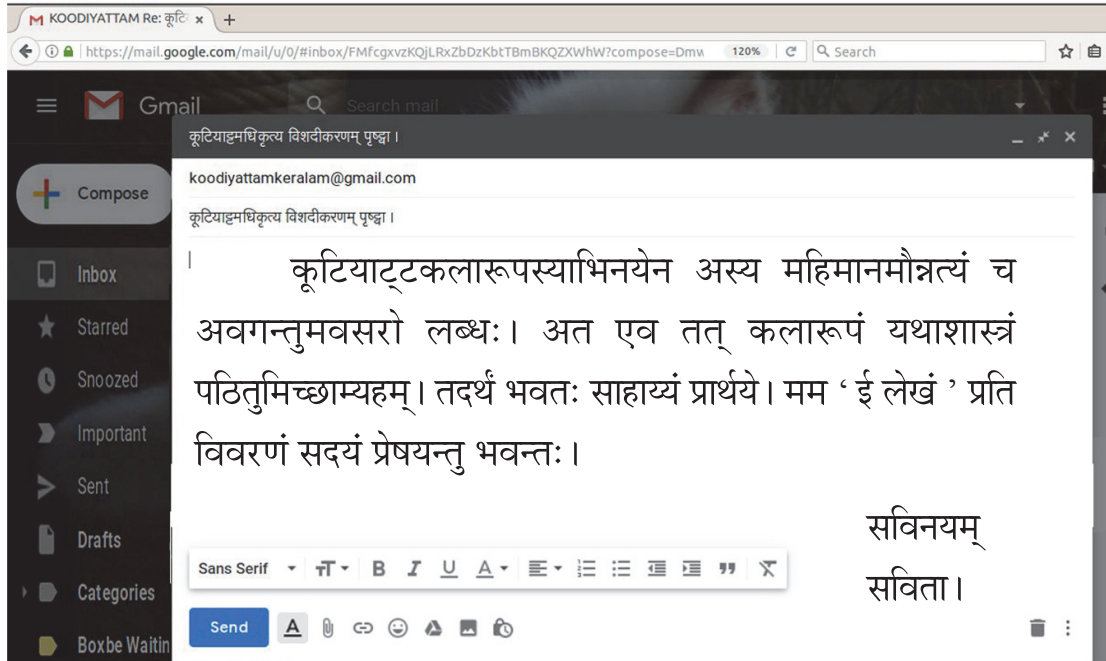 KOODIYATTAM Re: कूटि
https://mail.google.com/mail/u/0/#inbox/FMfcgxvzKQjLRxZbDzKbtTBmBKQZXWhW?compose=Dmw 120% Search
Gmail Search mail
कूटियाट्टमधिकृत्य विशदीकरणम् पृष्ट्वा ।
koodiyattamkeralam@gmail.com
Compose
कूटियाट्टमधिकृत्य विशदीकरणम् पृष्ट्वा ।
Inbox
Starred
Snoozed
Important
Sent
Drafts
Categories
Boxbe Waitin
कूटियाट्टकलारूपस्याभिनयेन अस्य महिमानमौन्नत्यं च
अवगन्तुमवसरो लब्धः। अत एव तत् कलारूपं यथाशास्त्रं
पठितुमिच्छाम्यहम्। तदर्थं भवतः साहाय्यं प्रार्थये। मम ‘ ई लेखं ’ प्रति
विवरणं सदयं प्रेषयन्तु भवन्तः।
सविनयम्
सविता।
Sans Serif
Send